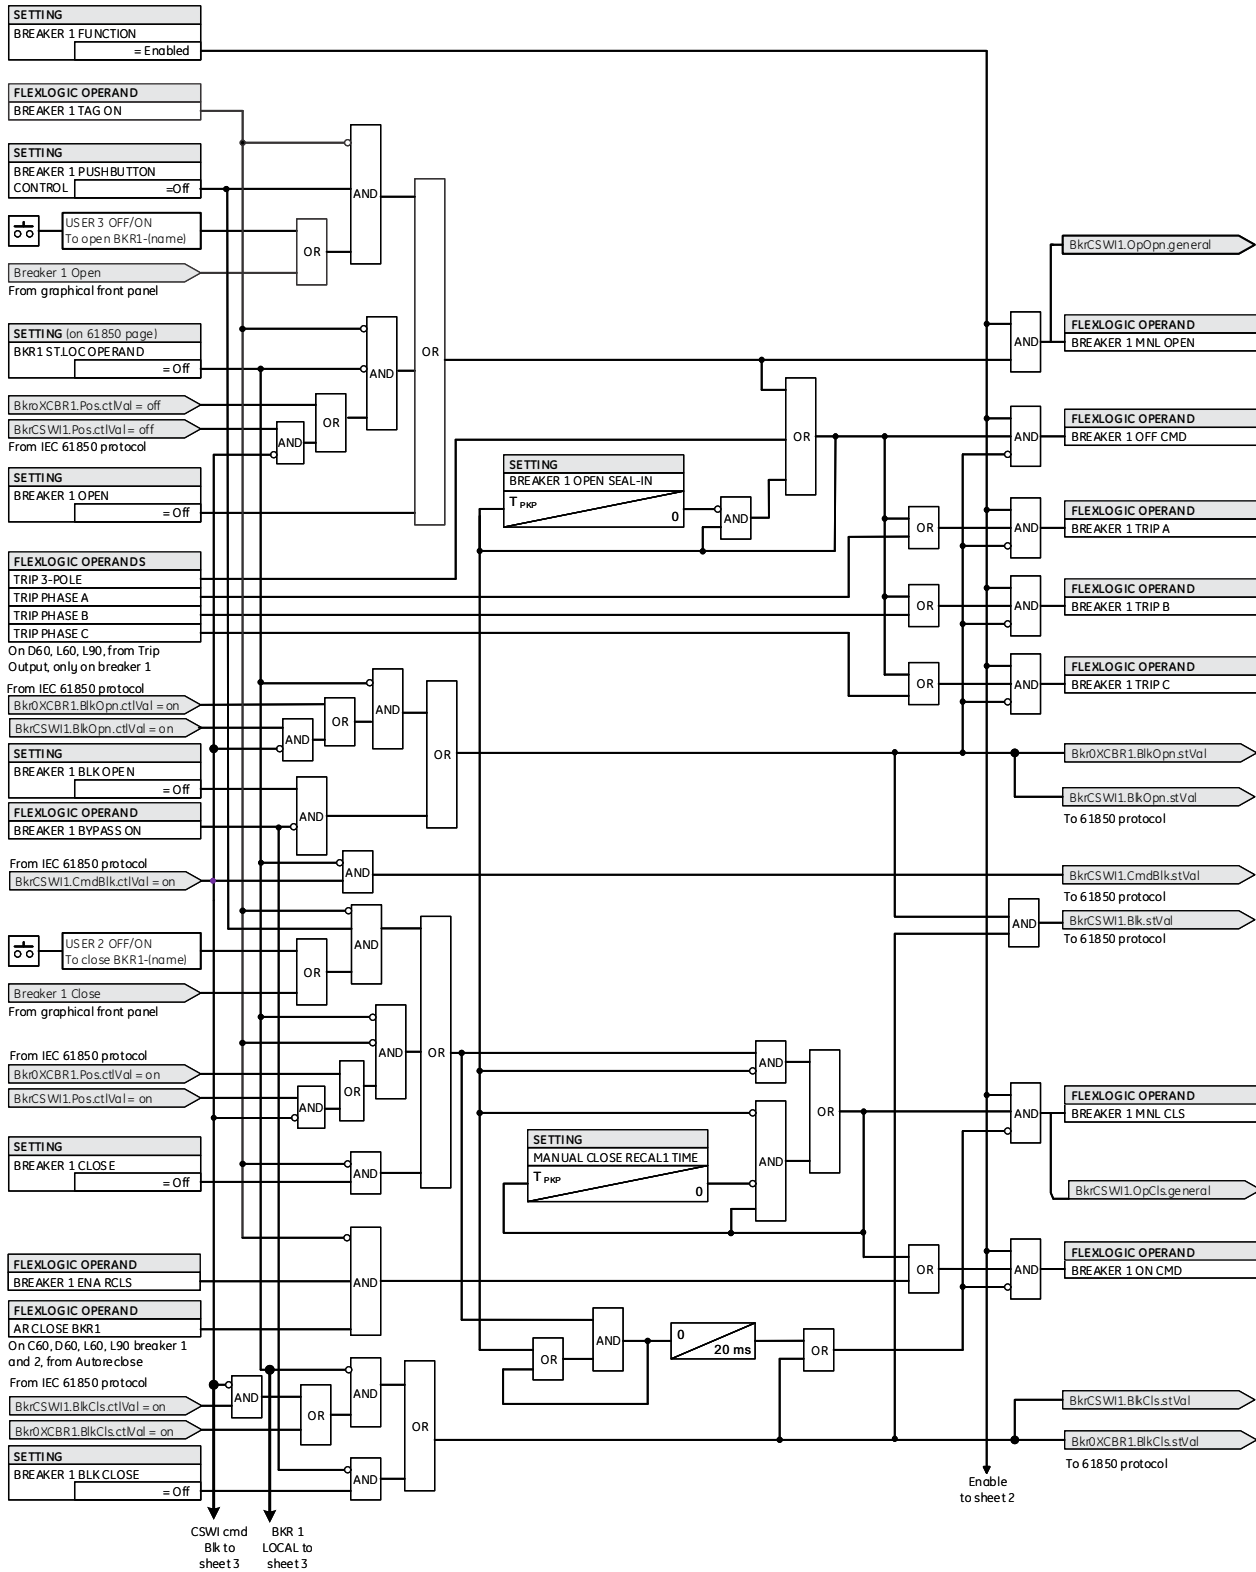 SETTING
BREAKER 1 FUNCTION
= Enabled
FLEXLOGIC OPERAND
BREAKER 1 TAG ON
SETTING
BREAKER 1 PUSHBUTTON
CONTROL =Off
AND
USER 3 OFF/ON
To open BKR1-(name)
OR
Breaker 1 Open
From graphical front panel
BkrCSWI1.OpOpn.general
SETTING (on 61850 page)
BKR1 ST.LOC OPERAND
= Off
AND
OR
AND
FLEXLOGIC OPERAND
BREAKER 1 MNL OPEN
Bkr0XCBR1.Pos.ctlVal = off
BkrCSWI1.Pos.ctlVal = off
From IEC 61850 protocol
OR
AND
OR
AND
FLEXLOGIC OPERAND
BREAKER 1 OFF CMD
SETTING
BREAKER 1 OPEN
= Off
SETTING
BREAKER 1 OPEN SEAL-IN
T PKP
0
AND
OR
AND
FLEXLOGIC OPERAND
BREAKER 1 TRIP A
FLEXLOGIC OPERANDS
TRIP 3-POLE
TRIP PHASE A
TRIP PHASE B
TRIP PHASE C
On D60, L60, L90, from Trip
Output, only on breaker 1
OR
AND
FLEXLOGIC OPERAND
BREAKER 1 TRIP B
OR
AND
FLEXLOGIC OPERAND
BREAKER 1 TRIP C
From IEC 61850 protocol
Bkr0XCBR1.BlkOpn.ctlVal = on
BkrCSWI1.BlkOpn.ctlVal = on
AND
OR
AND
OR
SETTING
BREAKER 1 BLK OPEN
= Off
FLEXLOGIC OPERAND
BREAKER 1 BYPASS ON
AND
Bkr0XCBR1.BlkOpn.stVal
BkrCSWI1.BlkOpn.stVal
To 61850 protocol
From IEC 61850 protocol
BkrCSWI1.CmdBlk.ctlVal = on
AND
BkrCSWI1.CmdBlk.stVal
To 61850 protocol
AND
BkrCSWI1.Blk.stVal
To 61850 protocol
USER 2 OFF/ON
To close BKR1-(name)
AND
OR
Breaker 1 Close
From graphical front panel
From IEC 61850 protocol
Bkr0XCBR1.Pos.ctlVal = on
BkrCSWI1.Pos.ctlVal = on
AND
OR
AND
OR
AND
OR
AND
FLEXLOGIC OPERAND
BREAKER 1 MNL CLS
SETTING
BREAKER 1 CLOSE
= Off
AND
SETTING
MANUAL CLOSE RECAL1 TIME
T PKP
0
AND
BkrCSWI1.OpCls.general
FLEXLOGIC OPERAND
BREAKER 1 ENA RCLS
AND
OR
AND
FLEXLOGIC OPERAND
BREAKER 1 ON CMD
FLEXLOGIC OPERAND
AR CLOSE BKR1
On C60, D60, L60, L90 breaker 1
and 2, from Autoreclose
AND
OR
0
20 ms
OR
From IEC 61850 protocol
BkrCSWI1.BlkCls.ctlVal = on
Bkr0XCBR1.BlkCls.ctlVal = on
AND
OR
AND
OR
BkrCSWI1.BlkCls.stVal
Bkr0XCBR1.BlkCls.stVal
To 61850 protocol
SETTING
BREAKER 1 BLK CLOSE
= Off
AND
Enable
to sheet 2
CSWI cmd
Blk to
sheet 3
BKR 1
LOCAL to
sheet 3